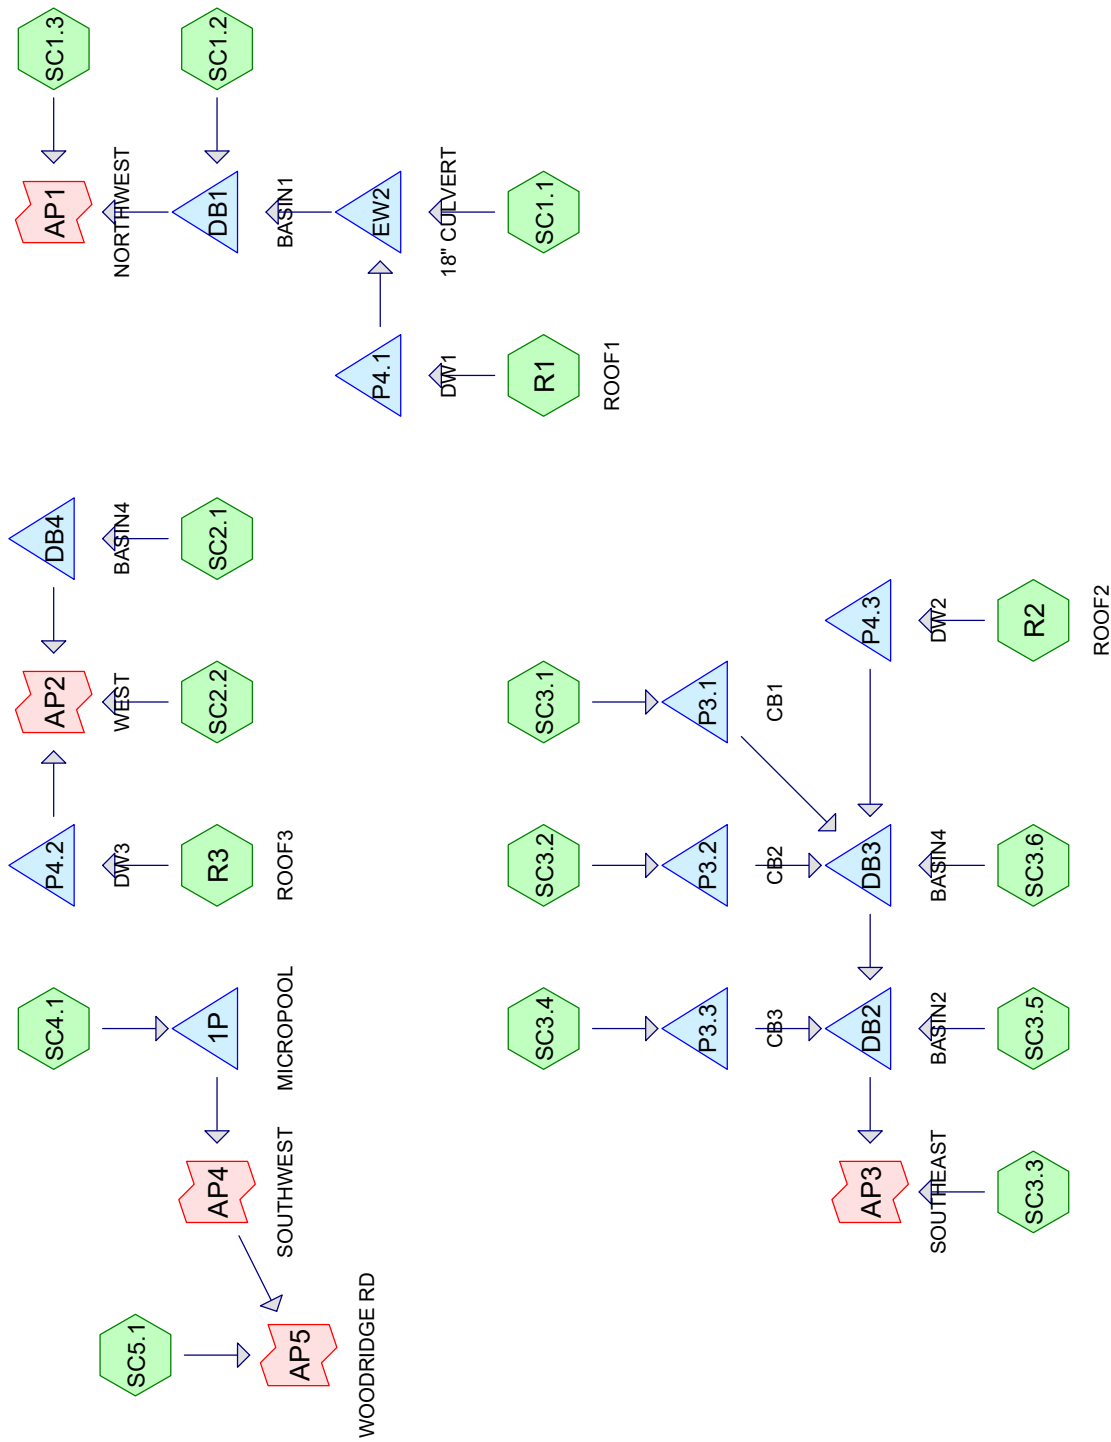 SC5.1
AP5
WOODRIDGE RD
AP4
SOUTHWEST
SC4.1
1P
MICROPOOL
P4.2
DW3
R3
ROOF3
AP2
WEST
SC2.2
DB4
BASIN4
SC2.1
SC1.3
AP1
NORTHWEST
SC1.2
DB1
BASIN1
EW2
18" CULVERT
SC1.1
P4.1
DW1
R1
ROOF1
AP3
SOUTHEAST
SC3.3
SC3.4
P3.3
CB3
DB2
BASIN2
SC3.5
SC3.2
P3.2
CB2
DB3
BASIN4
SC3.6
SC3.1
P3.1
CB1
P4.3
DW2
R2
ROOF2